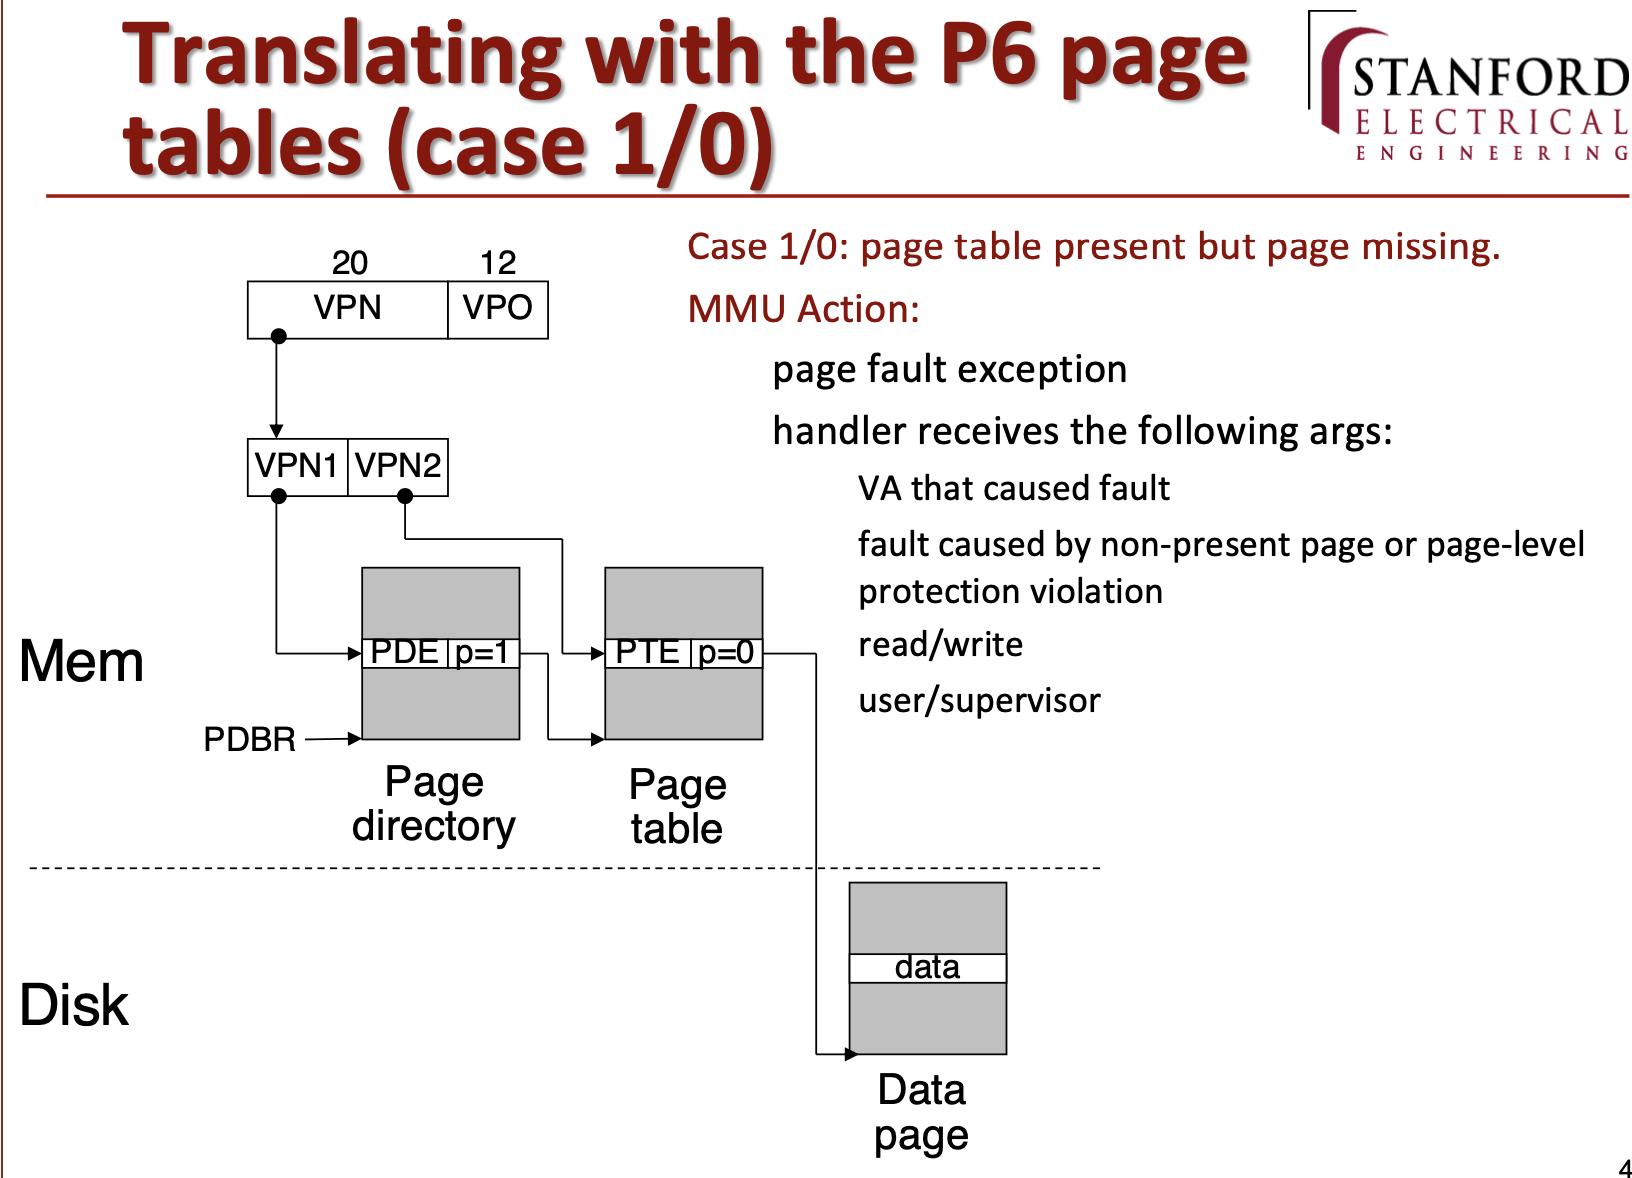 Translating with the P6 page
tables (case 1/0)
STANFORD
ELECTRICAL
ENGINEERING
Case 1/0: page table present but page missing.
MMU Action:
page fault exception
handler receives the following args:
VA that caused fault
fault caused by non-present page or page-level
protection violation
read/write
user/supervisor
20 12
VPN VPO
VPN1 VPN2
PDE p=1 PTE p=0
Mem
PDBR
Page
directory
Page
table
data
Disk
Data
page
4